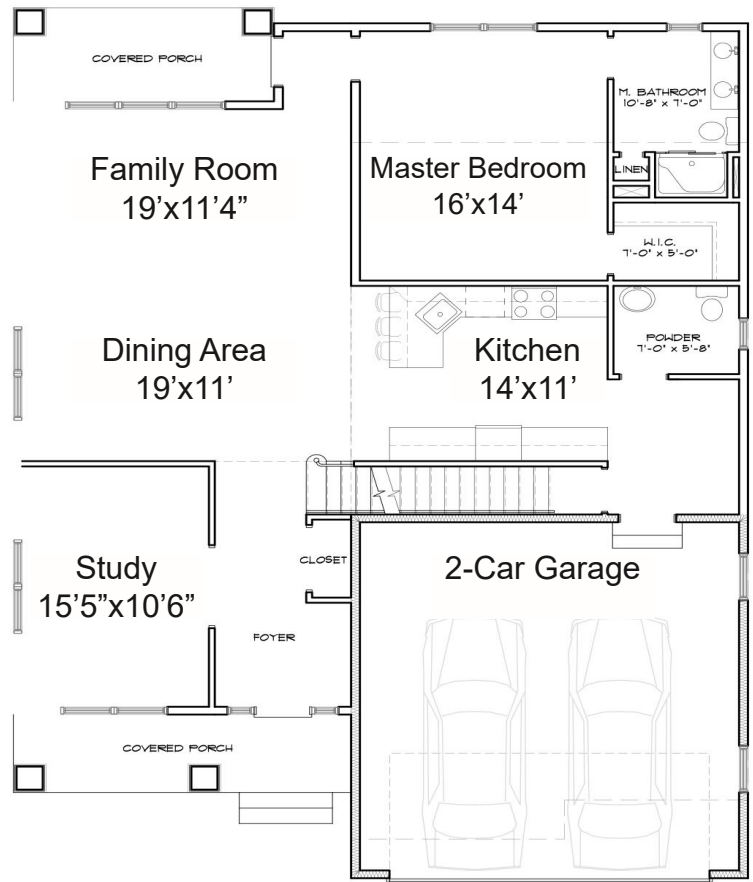 COVERED PORCH
M. BATHROOM
10'-8" x 7'-0"
Family Room
19’x11’4”
Master Bedroom
16’x14’
LINEN
W.I.C.
7'-0" x 5'-0"
Dining Area
19’x11’
Kitchen
14’x11’
POWDER
7'-0" x 5'-8"
Study
15’5”x10’6”
CLOSET
2-Car Garage
FOYER
COVERED PORCH